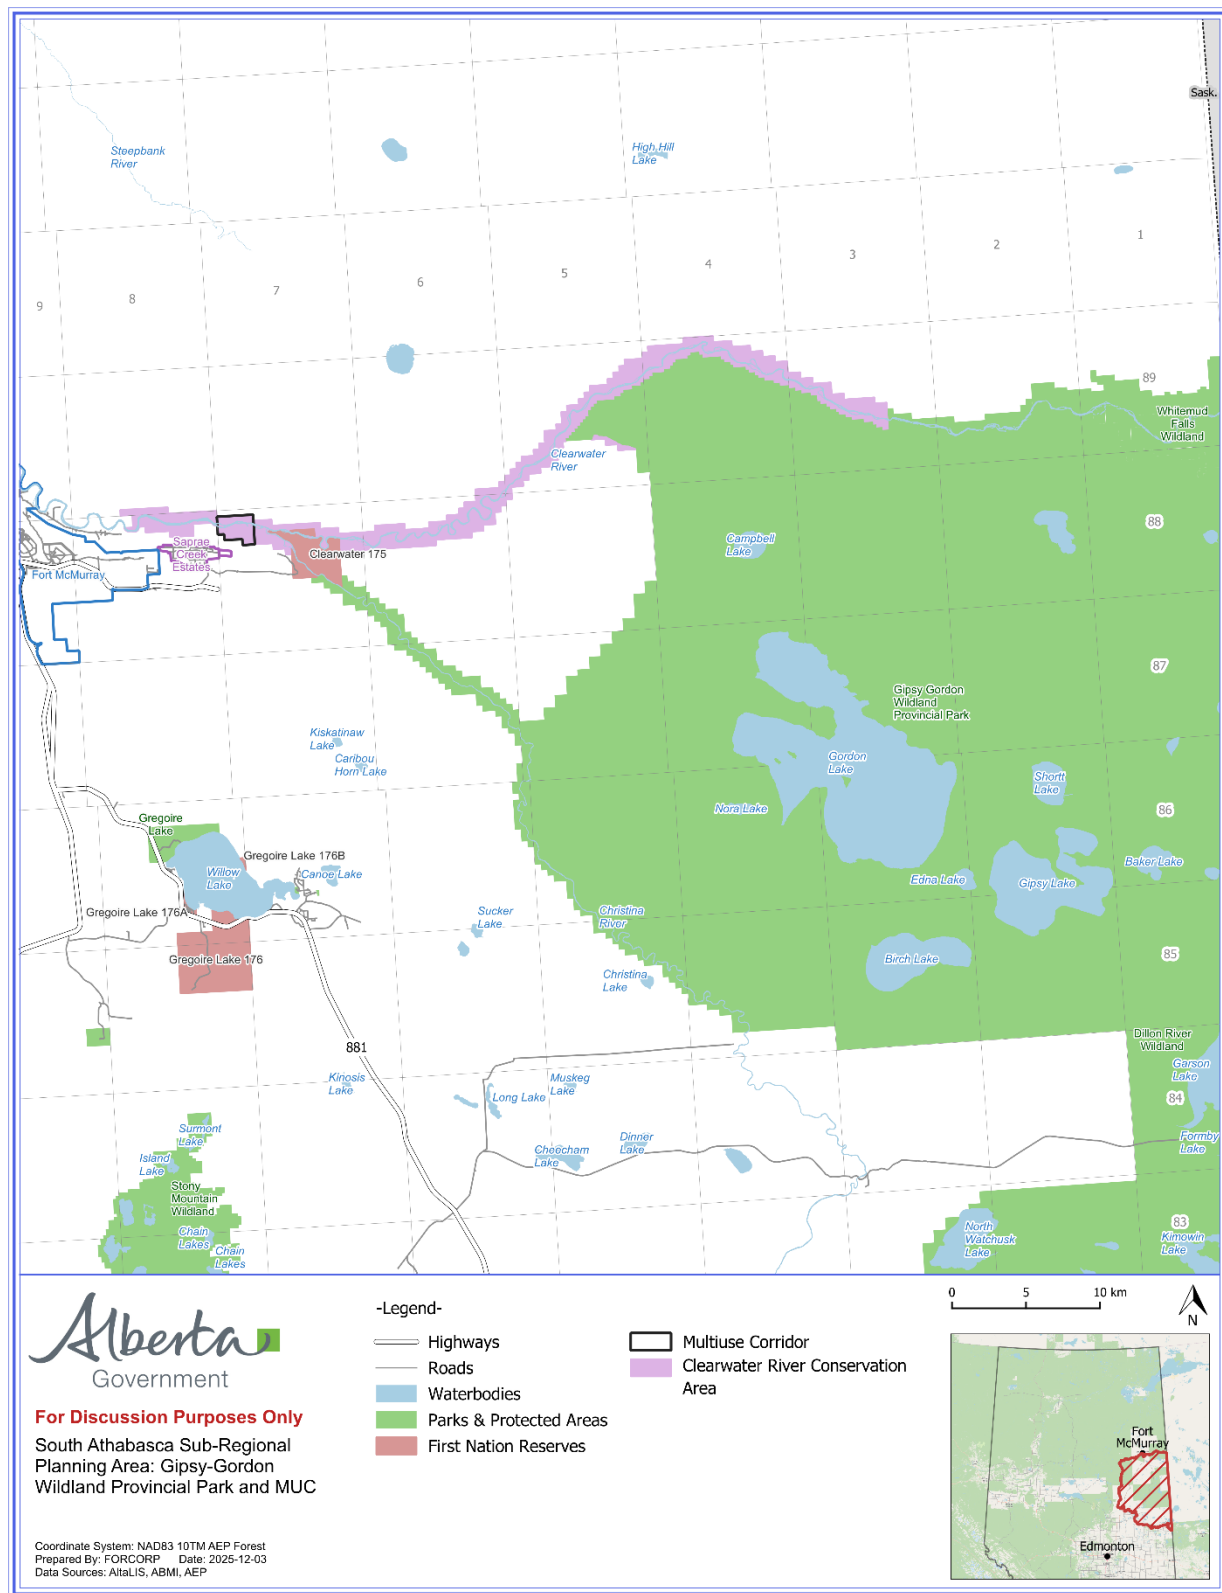 Sask.
Steepbank
River
High Hill
Lake
1
2
3
4
5
6
7
8
9
89
Whitemud
Falls
Wildland
Clearwater
River
88
Saprae
Creek
Estates
Clearwater 175
Campbell
Lake
Fort McMurray
87
Gipsy Gordon
Wildland
Provincial Park
Kiskatinaw
Lake
Caribou
Horn Lake
Gordon
Lake
Shortt
Lake
Nora Lake
86
Gregoire
Lake
Gregoire Lake 176B
Willow
Lake
Canoe Lake
Baker Lake
Edna Lake
Gipsy Lake
Gregoire Lake 176A
Sucker
Lake
Christina
River
Gregoire Lake 176
Birch Lake
85
Christina
Lake
881
Dillon River
Wildland
Garson
Lake
Kinosis
Lake
Muskeg
Lake
Long Lake
84
Surmont
Lake
Dinner
Lake
Cheecham
Lake
Formby
Lake
Island
Lake
Stony
Mountain
Wildland
Chain
Lakes
Chain
Lakes
North
Watchusk
Lake
83
Kimowin
Lake
Alberta
Government
For Discussion Purposes Only
South Athabasca Sub-Regional
Planning Area: Gipsy-Gordon
Wildland Provincial Park and MUC
Coordinate System: NAD83 10TM AEP Forest
Prepared By: FORCORP Date: 2025-12-03
Data Sources: AltaLIS, ABMI, AEP
-Legend-
Highways
Roads
Waterbodies
Parks & Protected Areas
First Nation Reserves
Multiuse Corridor
Clearwater River Conservation
Area
0 5 10 km
N
Fort
McMurray
Edmonton